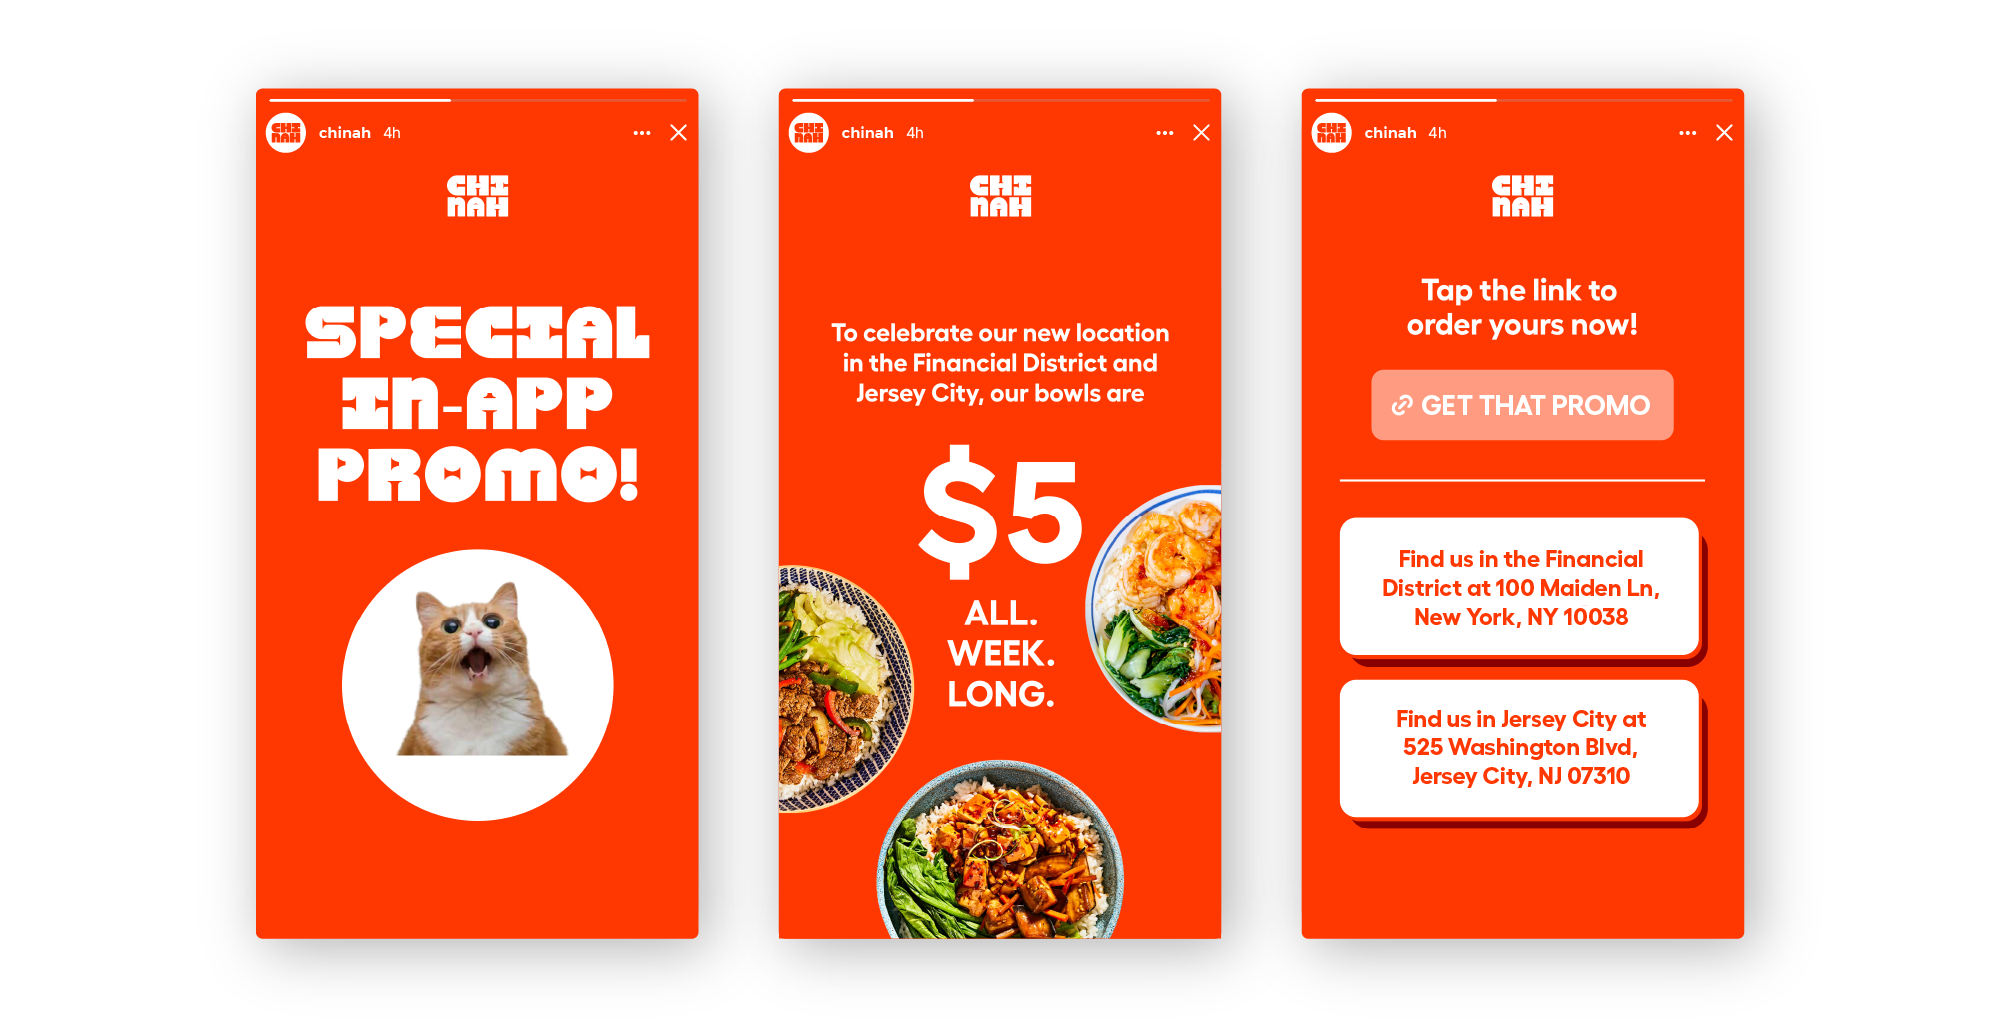 CHI
NAH
chinah 4h
CHI
NAH
SPECIAL
IN-APP
PROMO!
CHI
NAH
chinah 4h
CHI
NAH
To celebrate our new location
in the Financial District and
Jersey City, our bowls are
$5
ALL.
WEEK.
LONG.
CHI
NAH
chinah 4h
CHI
NAH
Tap the link to
order yours now!
GET THAT PROMO
Find us in the Financial
District at 100 Maiden Ln,
New York, NY 10038
Find us in Jersey City at
525 Washington Blvd,
Jersey City, NJ 07310